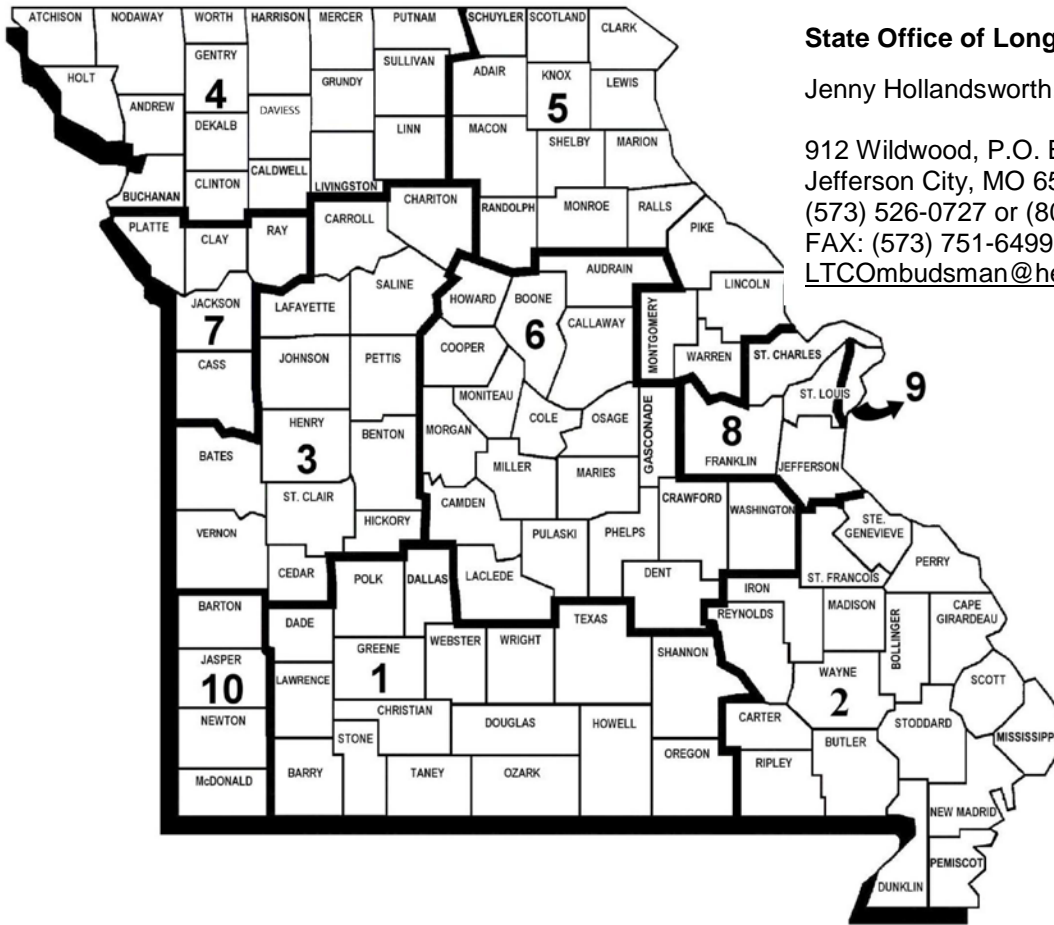 State Office of Long
Jenny Hollandsworth
912 Wildwood, P.O.
Jefferson City, MO 65
(573) 526-0727 or (80
FAX: (573) 751-6499
LTCOmbudsman@he
ATCHISON NODAWAY WORTH HARRISON MERCER PUTNAM SCHUYLER SCOTLAND CLARK
HOLT GENTRY SULLIVAN ADAIR KNOX LEWIS
4 5
ANDREW DEKALB DAVIESS GRUNDY LINN MACON SHELBY MARION
BUCHANAN CLINTON CALDWELL LIVINGSTON CHARITON RANDOLPH MONROE RALLS
PLATTE CLAY RAY CARROLL PIKE
AUDRAIN
JACKSON LAFAYETTE SALINE HOWARD BOONE CALLAWAY MONTGOMERY LINCOLN
7 6
CASS JOHNSON PETTIS COOPER WARREN ST. CHARLES
MONITEAU ST. LOUIS 9
HENRY BENTON MORGAN COLE OSAGE GASCONADE
3 8
BATES MILLER MARIES FRANKLIN JEFFERSON
ST. CLAIR CAMDEN CRAWFORD WASHINGTON
VERNON HICKORY PULASKI PHELPS STE. GENEVIEVE
CEDAR POLK DALLAS LACLEDE DENT IRON ST. FRANCOIS PERRY
BARTON DADE TEXAS REYNOLDS MADISON BOLLINGER CAPE GIRARDEAU
JASPER LAWRENCE GREENE WEBSTER WRIGHT SHANNON WAYNE SCOTT
10 1 2
NEWTON CHRISTIAN DOUGLAS HOWELL CARTER STODDARD MISSISSIPP
STONE BUTLER
McDONALD BARRY TANEY OZARK OREGON RIPLEY NEW MADRID
PEMISCOT
DUNKLIN